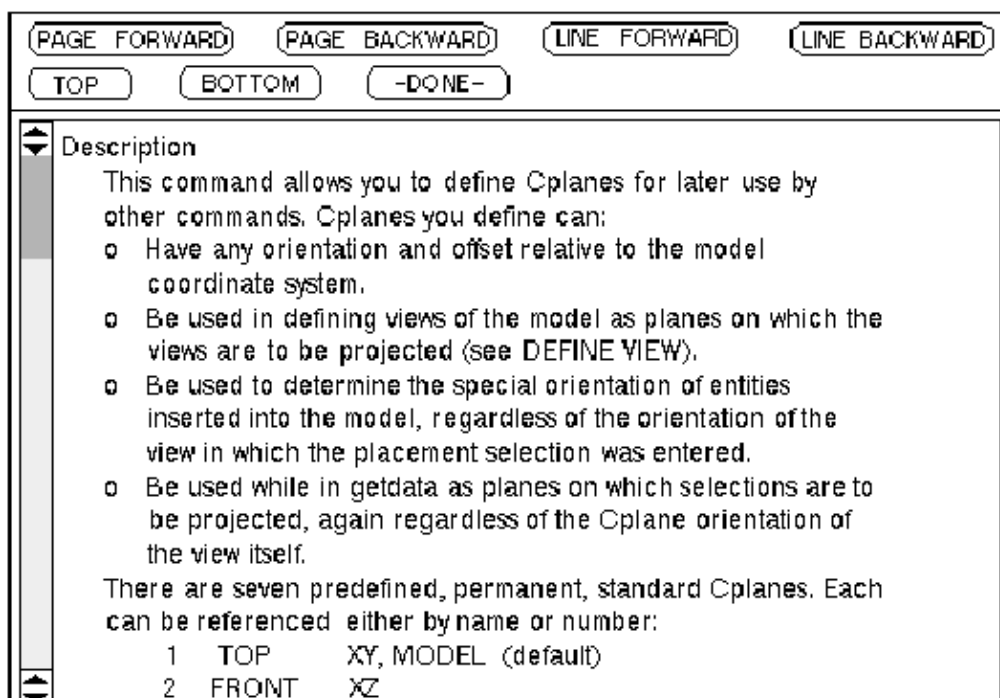 PAGE FORWARD PAGE BACKWARD LINE FORWARD LINE BACKWARD
TOP BOTTOM -DONE-
Description
This command allows you to define Cplanes for later use by
other commands. Cplanes you define can:
o Have any orientation and offset relative to the model
coordinate system.
o Be used in defining views of the model as planes on which the
views are to be projected (see DEFINE VIEW).
o Be used to determine the special orientation of entities
inserted into the model, regardless of the orientation of the
view in which the placement selection was entered.
o Be used while in getdata as planes on which selections are to
be projected, again regardless of the Cplane orientation of
the view itself.
There are seven predefined, permanent, standard Cplanes. Each
can be referenced either by name or number:
1 TOP XY, MODEL (default)
2 FRONT XZ